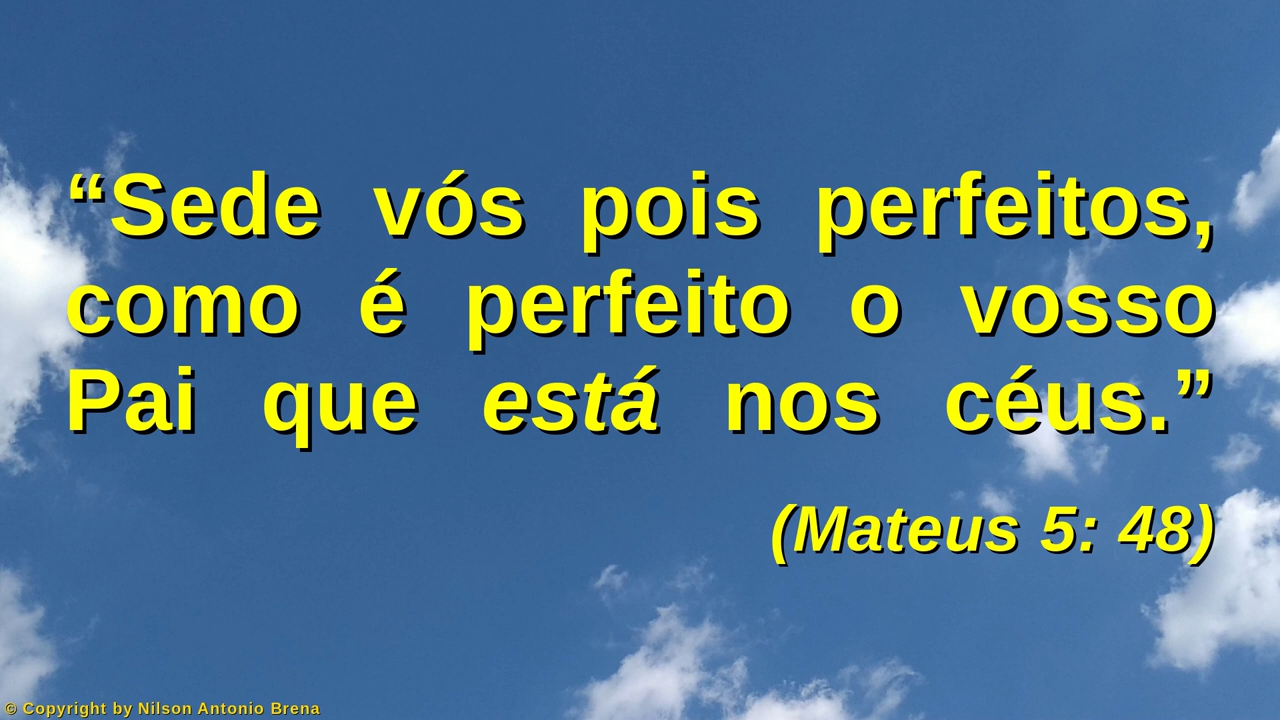 “Sede vós pois perfeitos,
como é perfeito o vosso
Pai que está nos céus.”
(Mateus 5: 48)
© Copyright by Nilson Antonio Brena